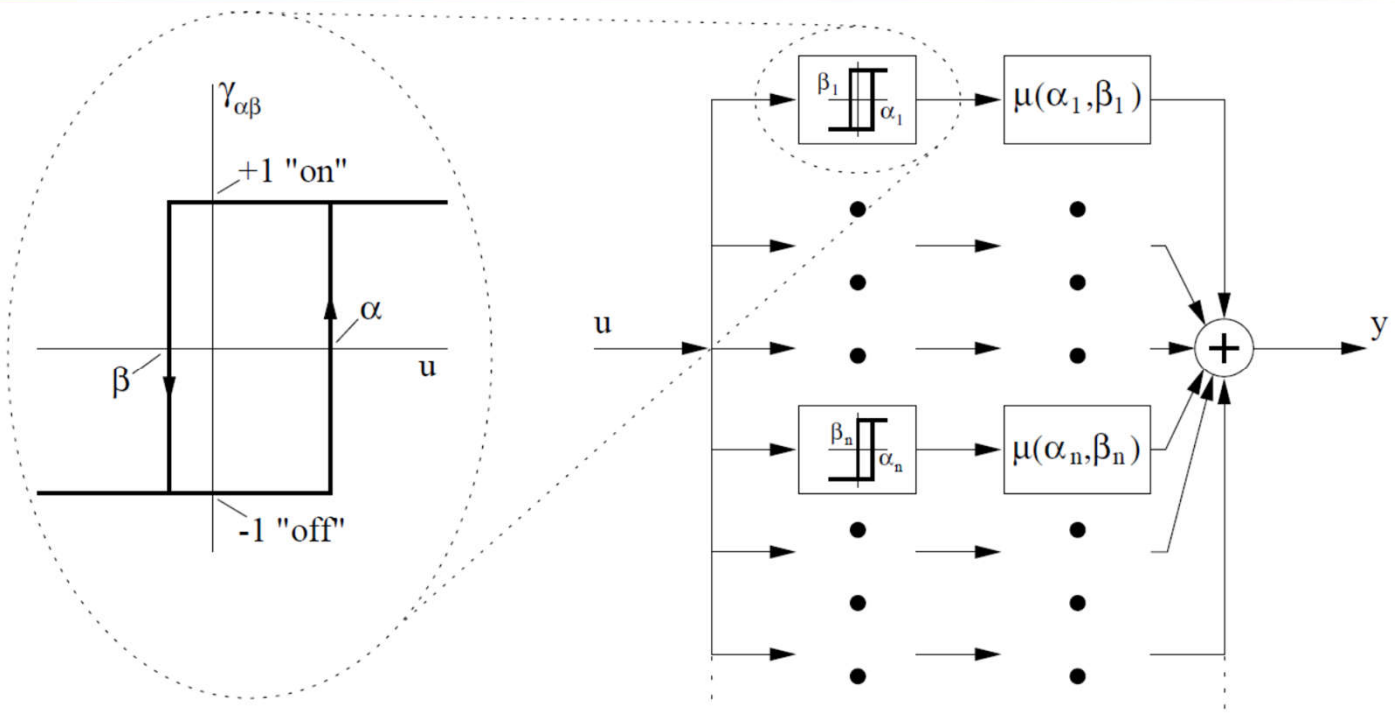 γαβ
+1 "on"
α
u
β
-1 "off"
β1
α1
μ(α1,β1)
u
+
y
βn
αn
μ(αn,βn)